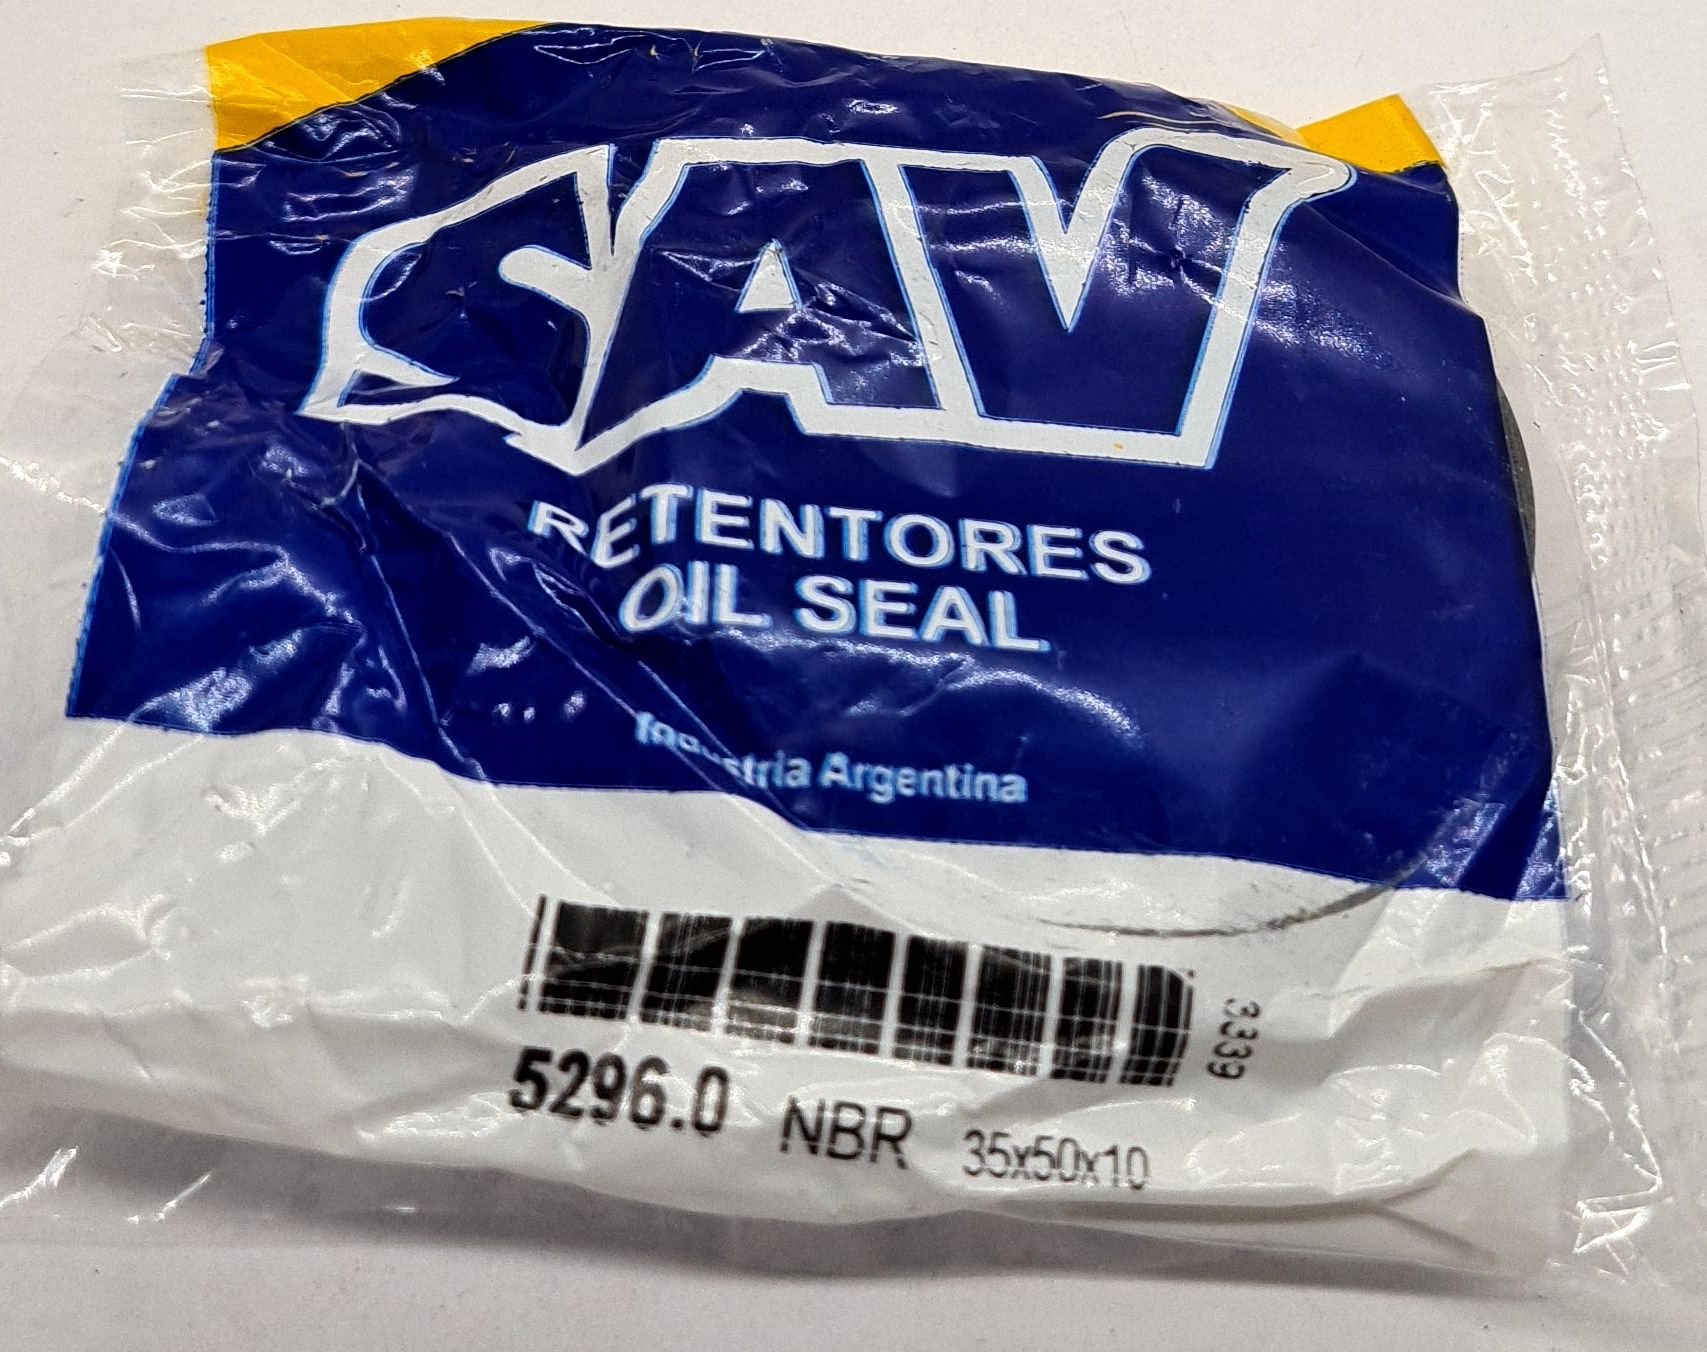 SAV
RETENTORES
OIL SEAL
Industria Argentina
3339
5296.0 NBR 35x50x10